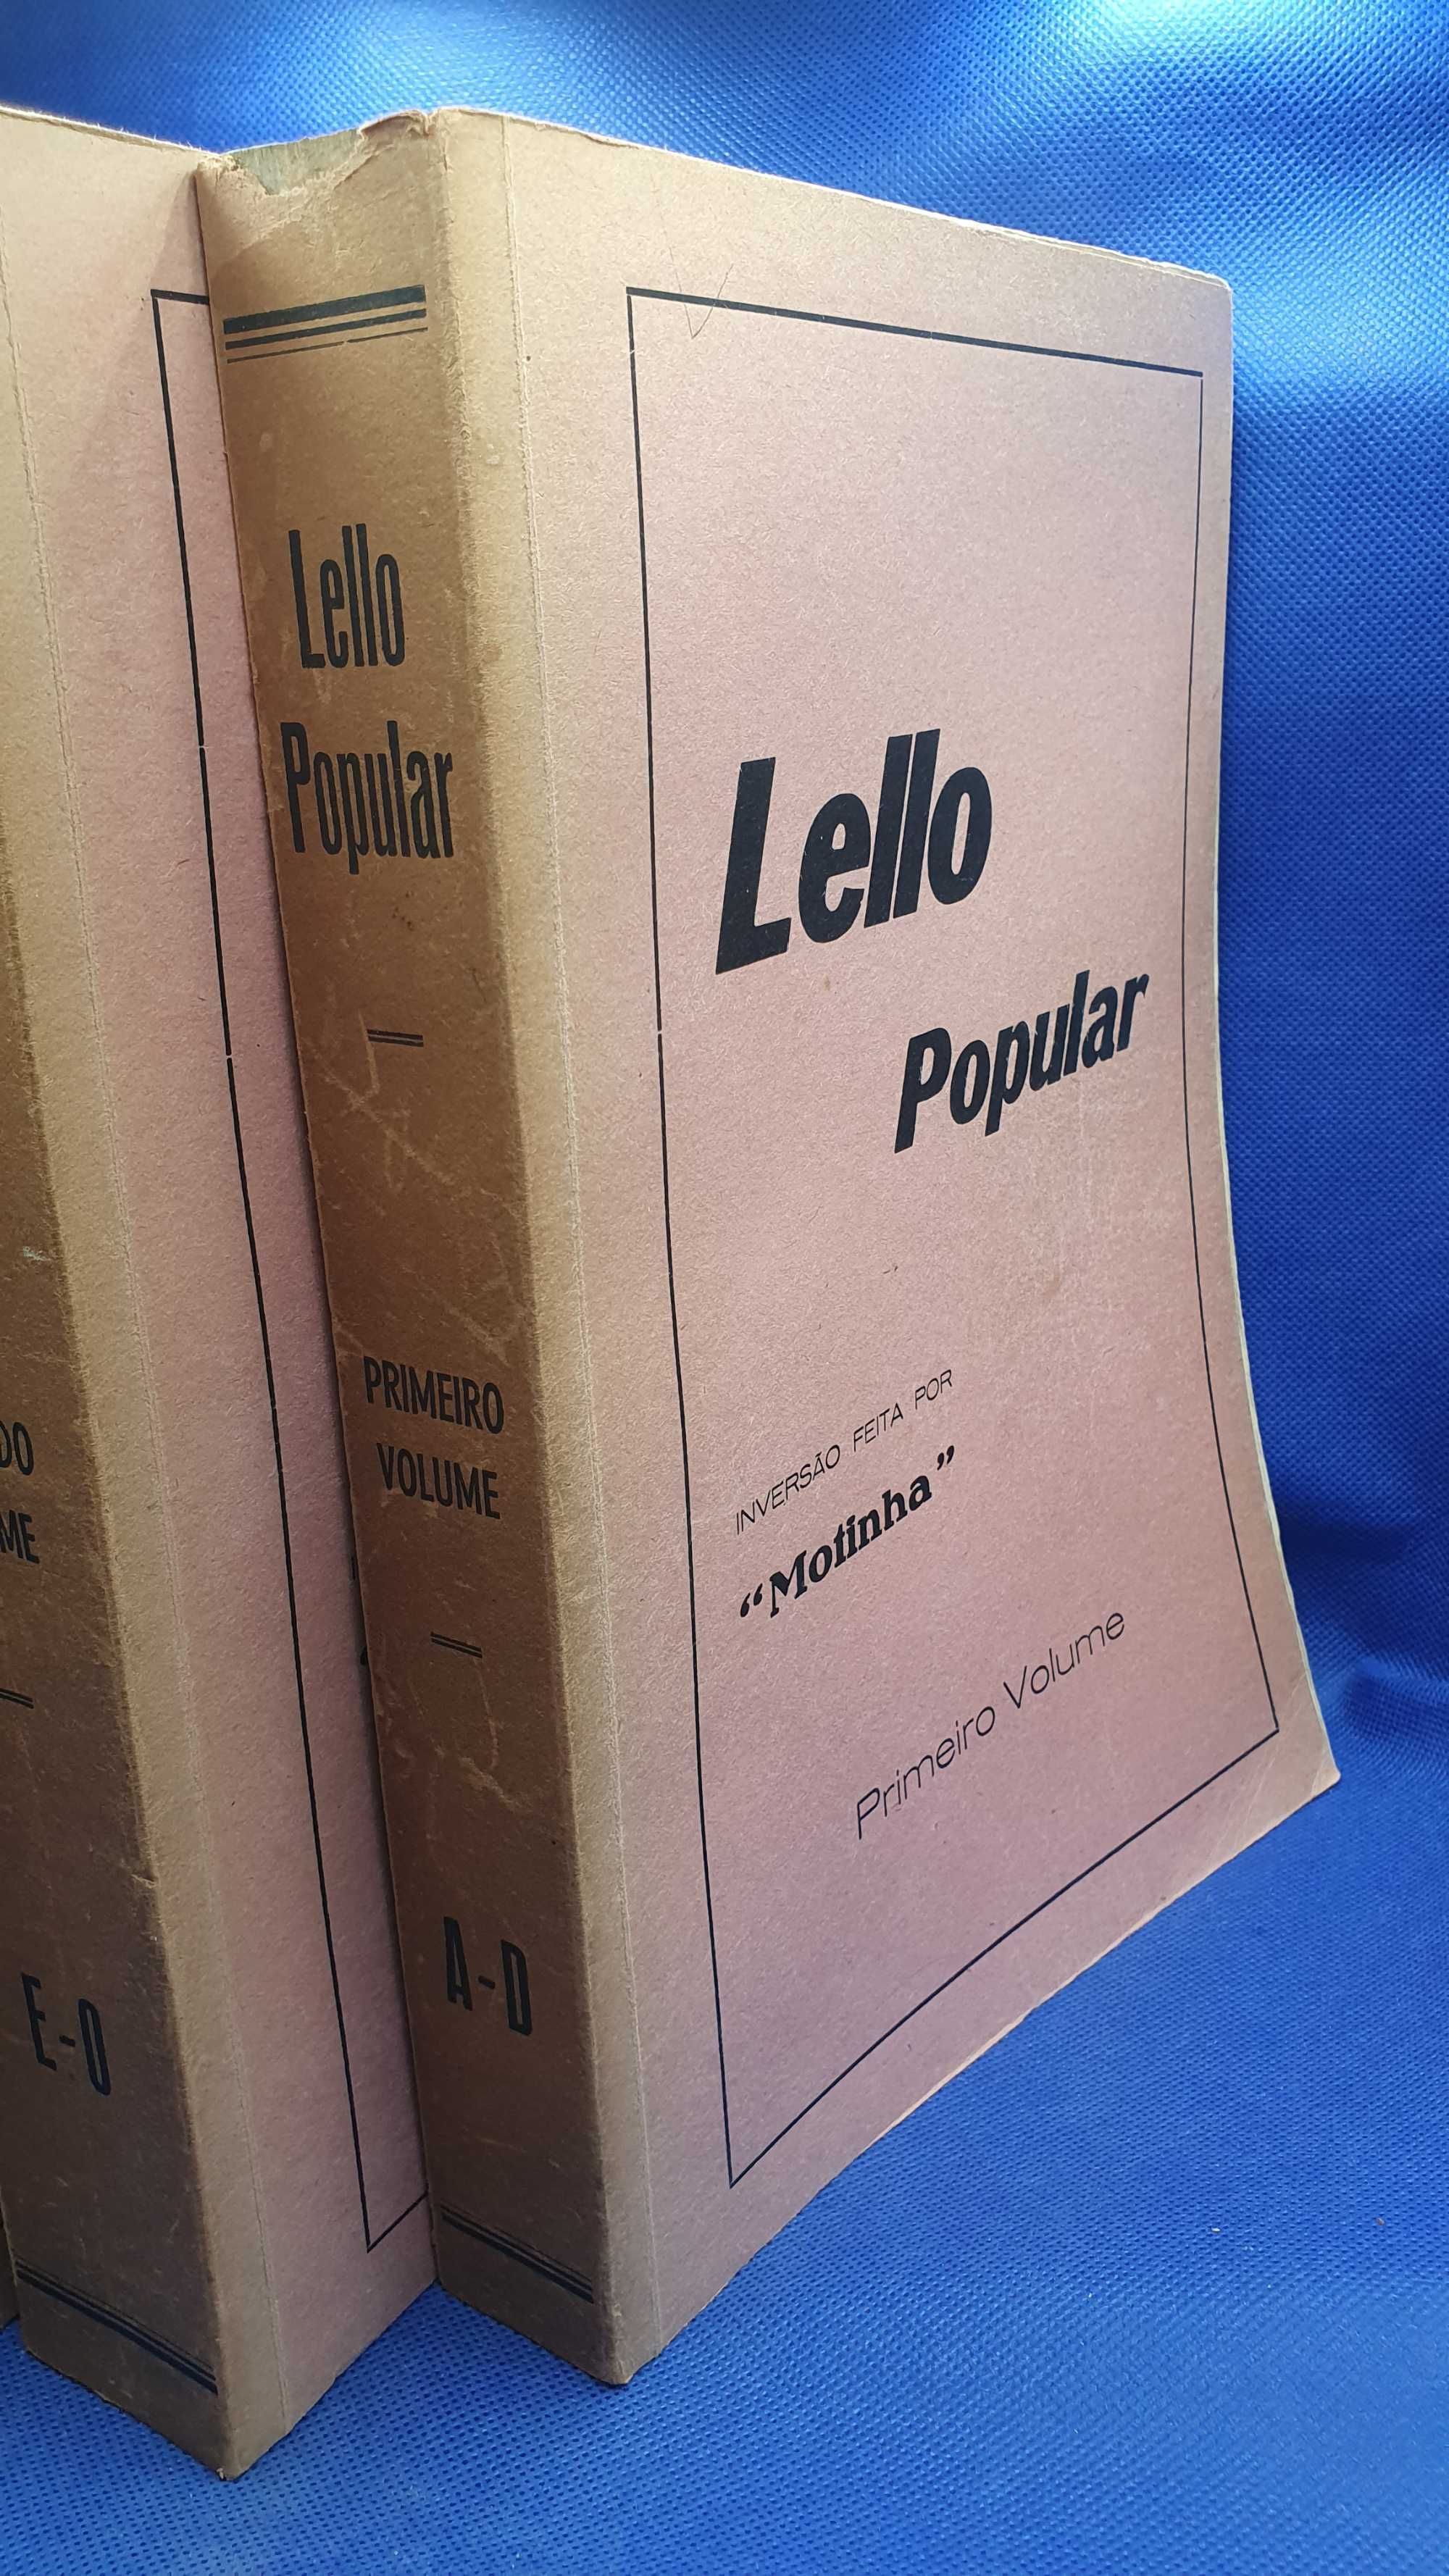 Lello
Popular
PRIMEIRO
VOLUME
A-D
Lello
Popular
INVERSÃO FEITA POR
"Motinha"
Primeiro Volume
E-O